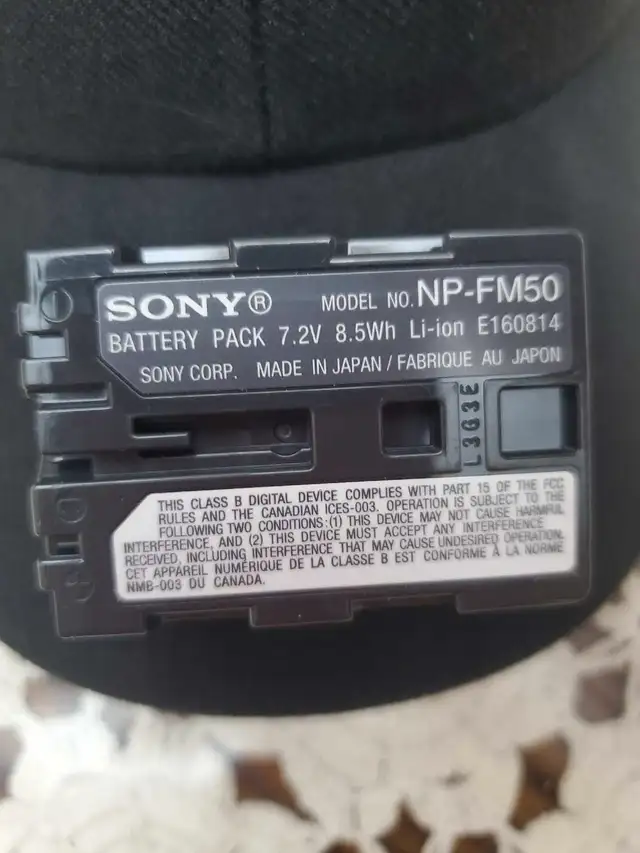 SONY® MODEL NO. NP-FM50
BATTERY PACK 7.2V 8.5Wh Li-ion E160814
SONY CORP. MADE IN JAPAN / FABRIQUE AU JAPON
L3G3E
THIS CLASS B DIGITAL DEVICE COMPLIES WITH PART 15 OF THE FCC
RULES AND THE CANADIAN ICES-003. OPERATION IS SUBJECT TO THE
FOLLOWING TWO CONDITIONS: (1) THIS DEVICE MAY NOT CAUSE HARMFUL
INTERFERENCE, AND (2) THIS DEVICE MUST ACCEPT ANY INTERFERENCE
RECEIVED, INCLUDING INTERFERENCE THAT MAY CAUSE UNDESIRED OPERATION.
CET APPAREIL NUMÉRIQUE DE LA CLASSE B EST CONFORME À LA NORME
NMB-003 DU CANADA.